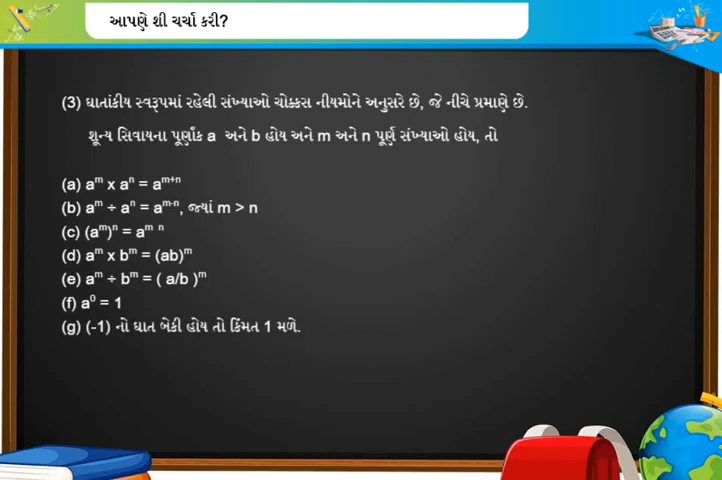 આપણે શી ચર્ચા કરી?
(3) ઘાતાંકીય સ્વરૂપમાં રહેલી સંખ્યાઓ ચોક્કસ નીયમોને અનુસરે છે, જે નીચે પ્રમાણે છે.
શૂન્ય સિવાયના પૂર્ણાંક a અને b હોય અને m અને n પૂર્ણ સંખ્યાઓ હોય, તો
(a) aᵐ x aⁿ = aᵐ⁺ⁿ
(b) aᵐ ÷ aⁿ = aᵐ⁻ⁿ, જ્યાં m > n
(c) (aᵐ)ⁿ = aᵐ ⁿ
(d) aᵐ x bᵐ = (ab)ᵐ
(e) aᵐ ÷ bᵐ = ( a/b )ᵐ
(f) a⁰ = 1
(g) (-1) નો ઘાત બેકી હોય તો કિંમત 1 મળે.